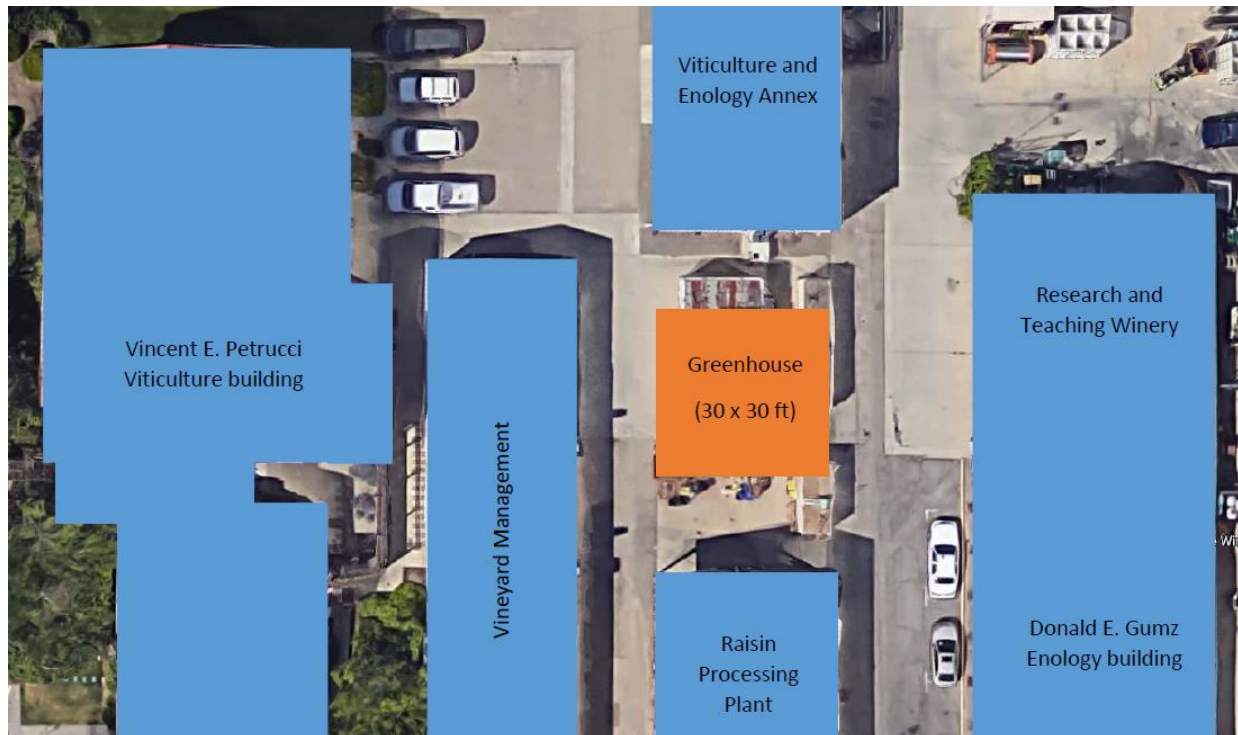 Viticulture and
Enology Annex
Research and
Teaching Winery
Vincent E. Petrucci
Viticulture building
Greenhouse
(30 x 30 ft)
Vineyard Management
Raisin
Processing
Plant
Donald E. Gumz
Enology building